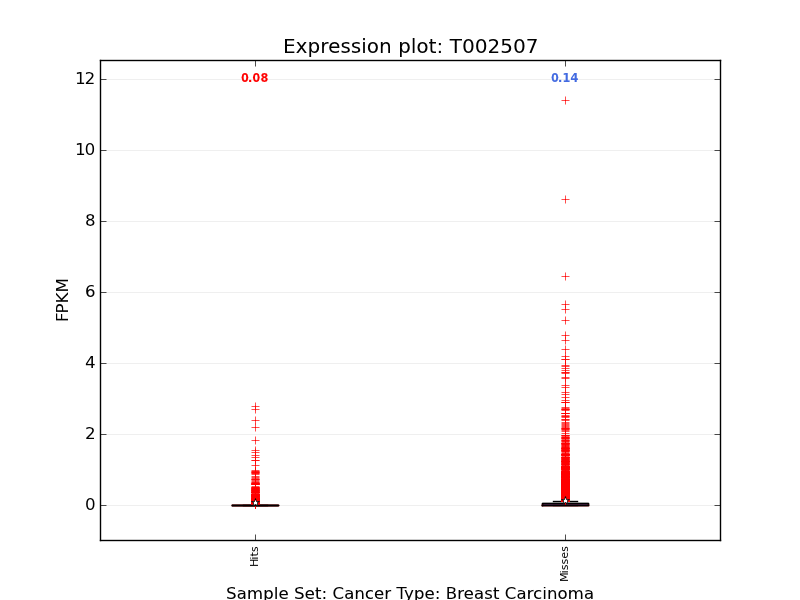 Expression plot: T002507
0.08 0.14
12
10
8
6
4
2
0
FPKM
Hits
Misses
Sample Set: Cancer Type: Breast Carcinoma